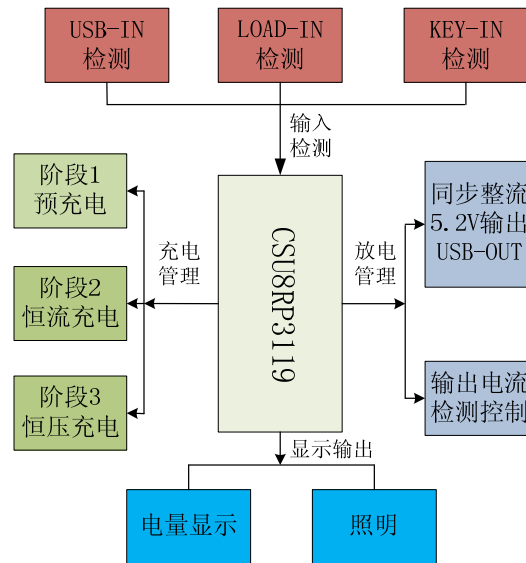 USB-IN
检测
LOAD-IN
检测
KEY-IN
检测
输入
检测
阶段1
预充电
阶段2
恒流充电
阶段3
恒压充电
充电
管理
CSU8RP3119
放电
管理
同步整流
5.2V输出
USB-OUT
输出电流
检测控制
显示输出
电量显示
照明